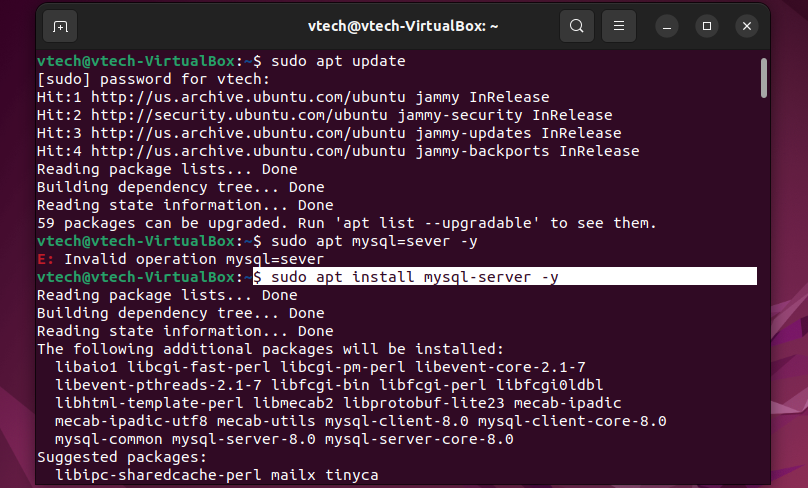 vtech@vtech-VirtualBox: ~
vtech@vtech-VirtualBox:~$ sudo apt update
[sudo] password for vtech:
Hit:1 http://us.archive.ubuntu.com/ubuntu jammy InRelease
Hit:2 http://security.ubuntu.com/ubuntu jammy-security InRelease
Hit:3 http://us.archive.ubuntu.com/ubuntu jammy-updates InRelease
Hit:4 http://us.archive.ubuntu.com/ubuntu jammy-backports InRelease
Reading package lists... Done
Building dependency tree... Done
Reading state information... Done
59 packages can be upgraded. Run 'apt list --upgradable' to see them.
vtech@vtech-VirtualBox:~$ sudo apt mysql=sever -y
E: Invalid operation mysql=sever
vtech@vtech-VirtualBox:~$ sudo apt install mysql-server -y
Reading package lists... Done
Building dependency tree... Done
Reading state information... Done
The following additional packages will be installed:
libaio1 libcgi-fast-perl libcgi-pm-perl libevent-core-2.1-7
libevent-pthreads-2.1-7 libfcgi-bin libfcgi-perl libfcgi0ldbl
libhtml-template-perl libmecab2 libprotobuf-lite23 mecab-ipadic
mecab-ipadic-utf8 mecab-utils mysql-client-8.0 mysql-client-core-8.0
mysql-common mysql-server-8.0 mysql-server-core-8.0
Suggested packages:
libipc-sharedcache-perl mailx tinyca